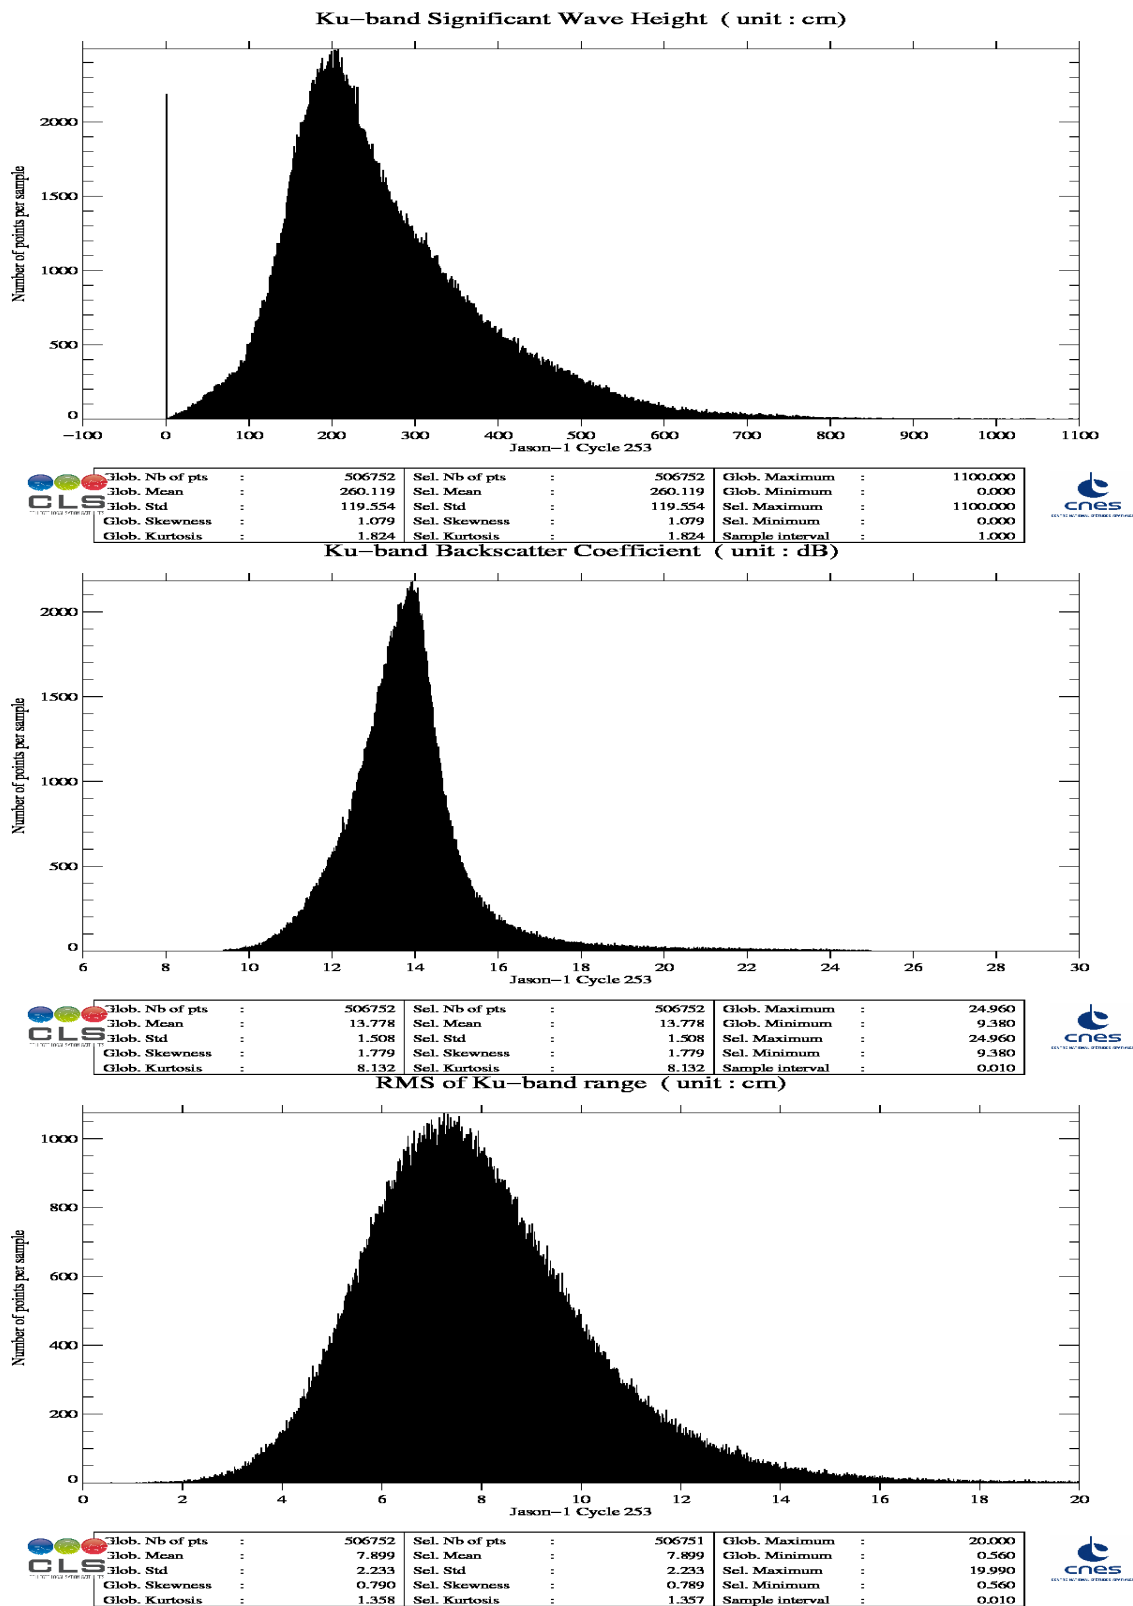 Ku-band Significant Wave Height ( unit : cm)
Number of points per sample
2000
1500
1000
500
0
-100 0 100 200 300 400 500 600 700 800 900 1000 1100
Jason-1 Cycle 253
Glob. Nb of pts : 506752 Sel. Nb of pts : 506752 Glob. Maximum : 1100.000
Glob. Mean : 260.119 Sel. Mean : 260.119 Glob. Minimum : 0.000
Glob. Std : 119.554 Sel. Std : 119.554 Sel. Maximum : 1100.000
Glob. Skewness : 1.079 Sel. Skewness : 1.079 Sel. Minimum : 0.000
Glob. Kurtosis : 1.824 Sel. Kurtosis : 1.824 Sample interval : 1.000
CLS
cnes
Ku-band Backscatter Coefficient ( unit : dB)
Number of points per sample
2000
1500
1000
500
0
6 8 10 12 14 16 18 20 22 24 26 28 30
Jason-1 Cycle 253
Glob. Nb of pts : 506752 Sel. Nb of pts : 506752 Glob. Maximum : 24.960
Glob. Mean : 13.778 Sel. Mean : 13.778 Glob. Minimum : 9.380
Glob. Std : 1.508 Sel. Std : 1.508 Sel. Maximum : 24.960
Glob. Skewness : 1.779 Sel. Skewness : 1.779 Sel. Minimum : 9.380
Glob. Kurtosis : 8.132 Sel. Kurtosis : 8.132 Sample interval : 0.010
CLS
cnes
RMS of Ku-band range ( unit : cm)
Number of points per sample
1000
800
600
400
200
0
0 2 4 6 8 10 12 14 16 18 20
Jason-1 Cycle 253
Glob. Nb of pts : 506752 Sel. Nb of pts : 506751 Glob. Maximum : 20.000
Glob. Mean : 7.899 Sel. Mean : 7.899 Glob. Minimum : 0.560
Glob. Std : 2.233 Sel. Std : 2.233 Sel. Maximum : 19.990
Glob. Skewness : 0.790 Sel. Skewness : 0.789 Sel. Minimum : 0.560
Glob. Kurtosis : 1.358 Sel. Kurtosis : 1.357 Sample interval : 0.010
CLS
cnes